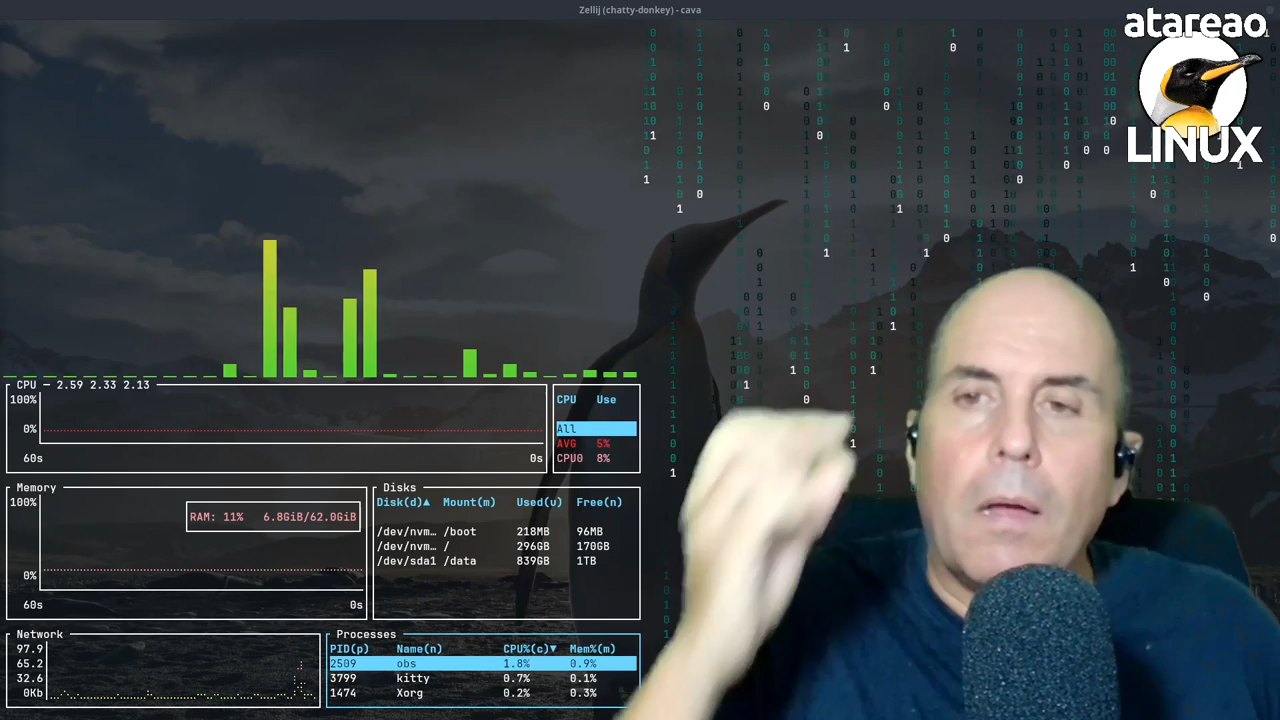 Zellij (chatty-donkey) - cava
atareao
LINUX
CPU — 2.59 2.33 2.13
100%
0%
60s 0s
CPU Use
All
AVG 5%
CPU0 8%
Memory
100%
RAM: 11% 6.8GiB/62.0GiB
0%
60s 0s
Disks
Disk(d)▲ Mount(m) Used(u) Free(n)
/dev/nvm… /boot 218MB 96MB
/dev/nvm… / 296GB 170GB
/dev/sda1 /data 839GB 1TB
Network
97.9
65.2
32.6
0Kb
Processes
PID(p) Name(n) CPU%(c)▼ Mem%(m)
2509 obs 1.8% 0.9%
3799 kitty 0.7% 0.1%
1474 Xorg 0.2% 0.3%